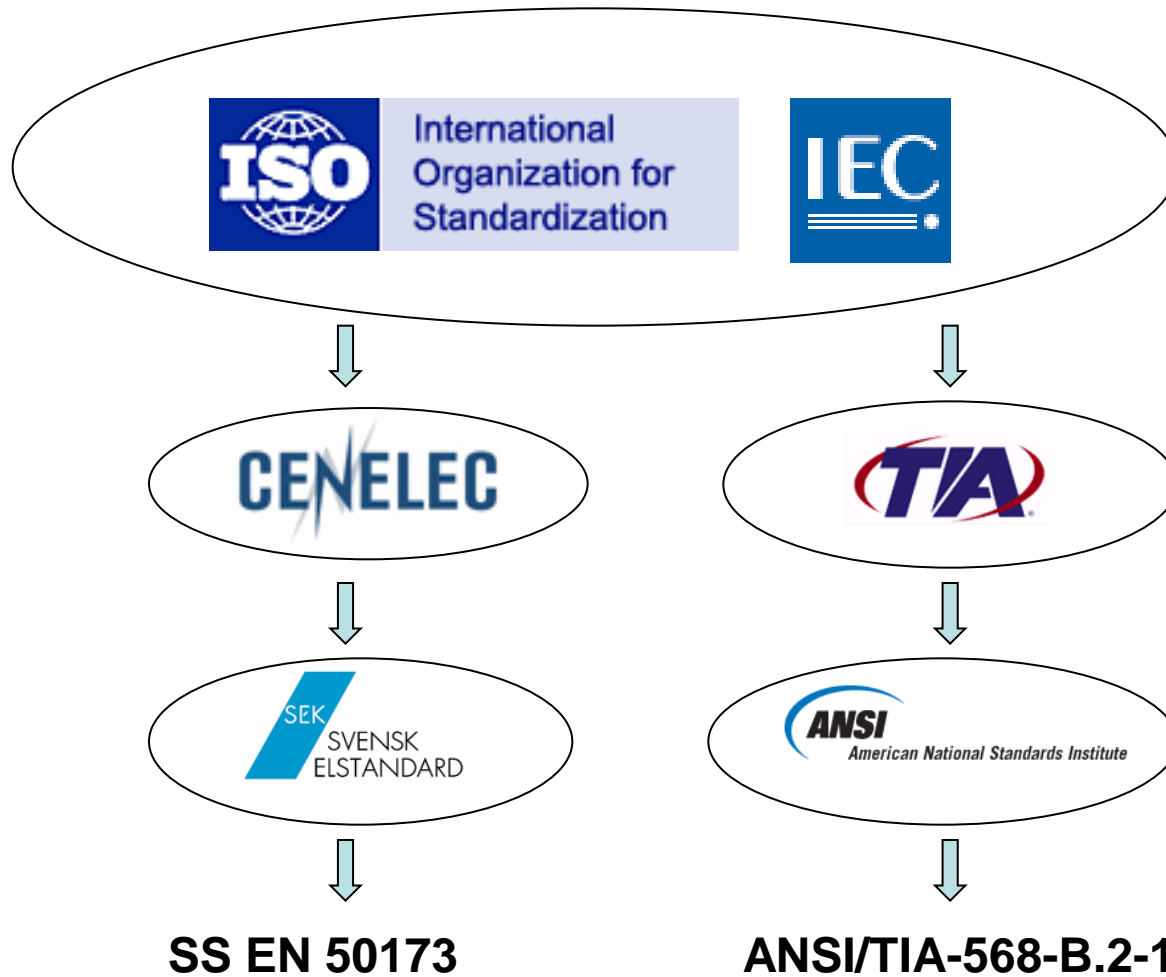 ISO
International
Organization for
Standardization
IEC
CENELEC
TIA
SEK
SVENSK
ELSTANDARD
ANSI
American National Standards Institute
SS EN 50173
ANSI/TIA-568-B.2-1